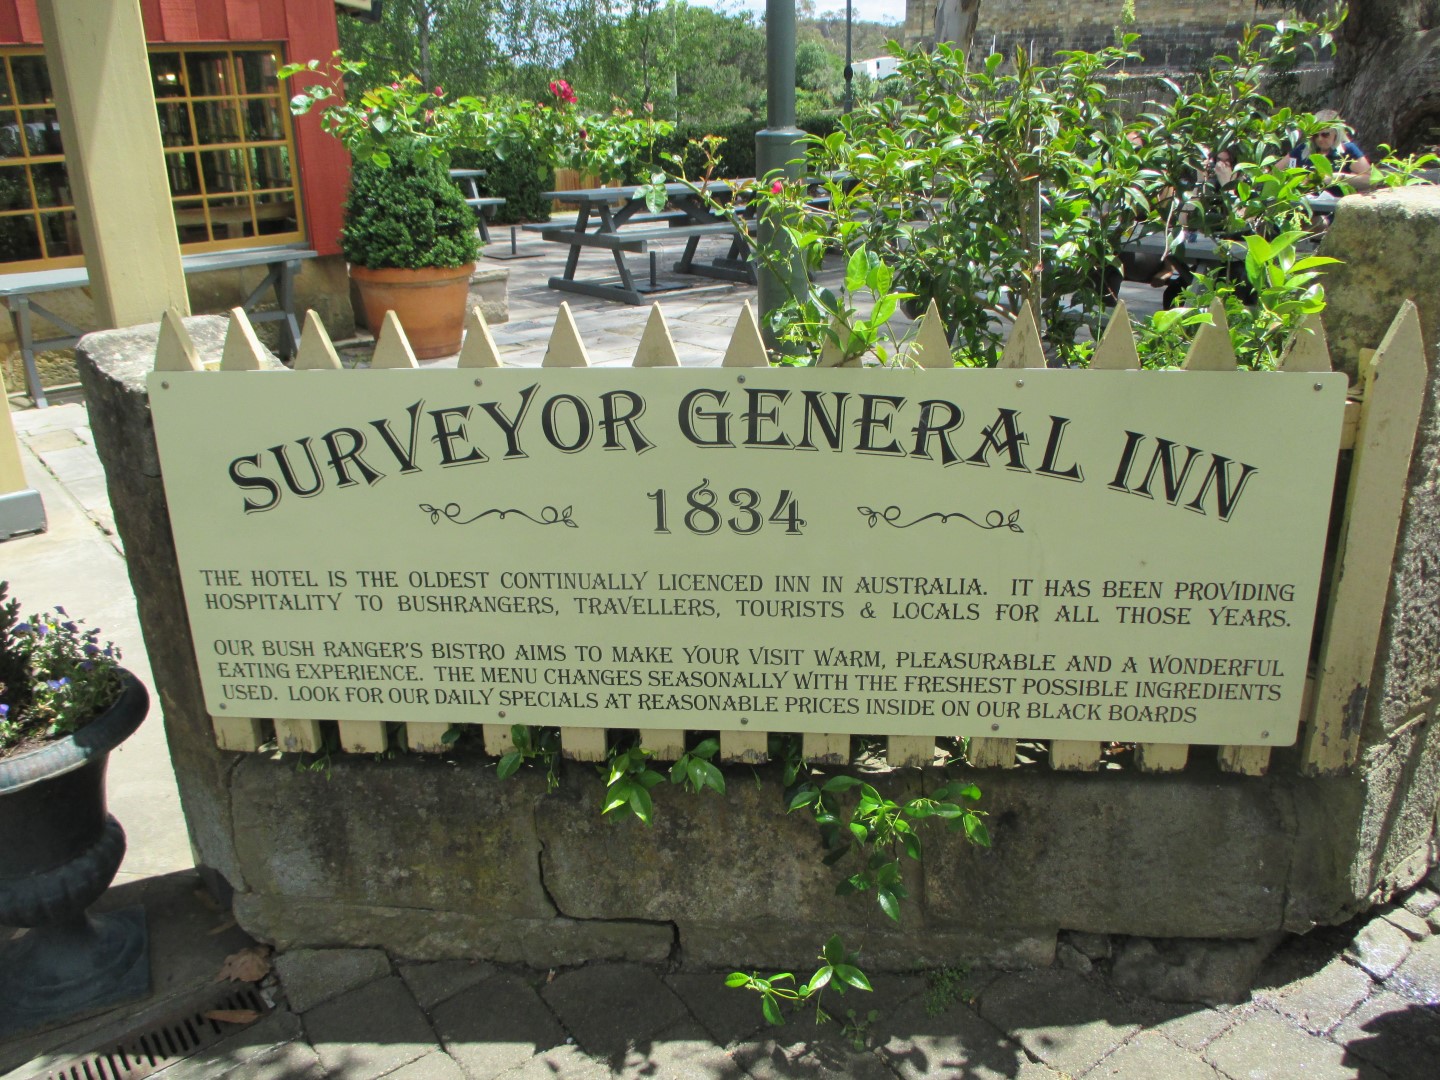 SURVEYOR GENERAL INN
1834
THE HOTEL IS THE OLDEST CONTINUALLY LICENCED INN IN AUSTRALIA. IT HAS BEEN PROVIDING
HOSPITALITY TO BUSHRANGERS, TRAVELLERS, TOURISTS & LOCALS FOR ALL THOSE YEARS.
OUR BUSH RANGER'S BISTRO AIMS TO MAKE YOUR VISIT WARM, PLEASURABLE AND A WONDERFUL
EATING EXPERIENCE. THE MENU CHANGES SEASONALLY WITH THE FRESHEST POSSIBLE INGREDIENTS
USED. LOOK FOR OUR DAILY SPECIALS AT REASONABLE PRICES INSIDE ON OUR BLACK BOARDS